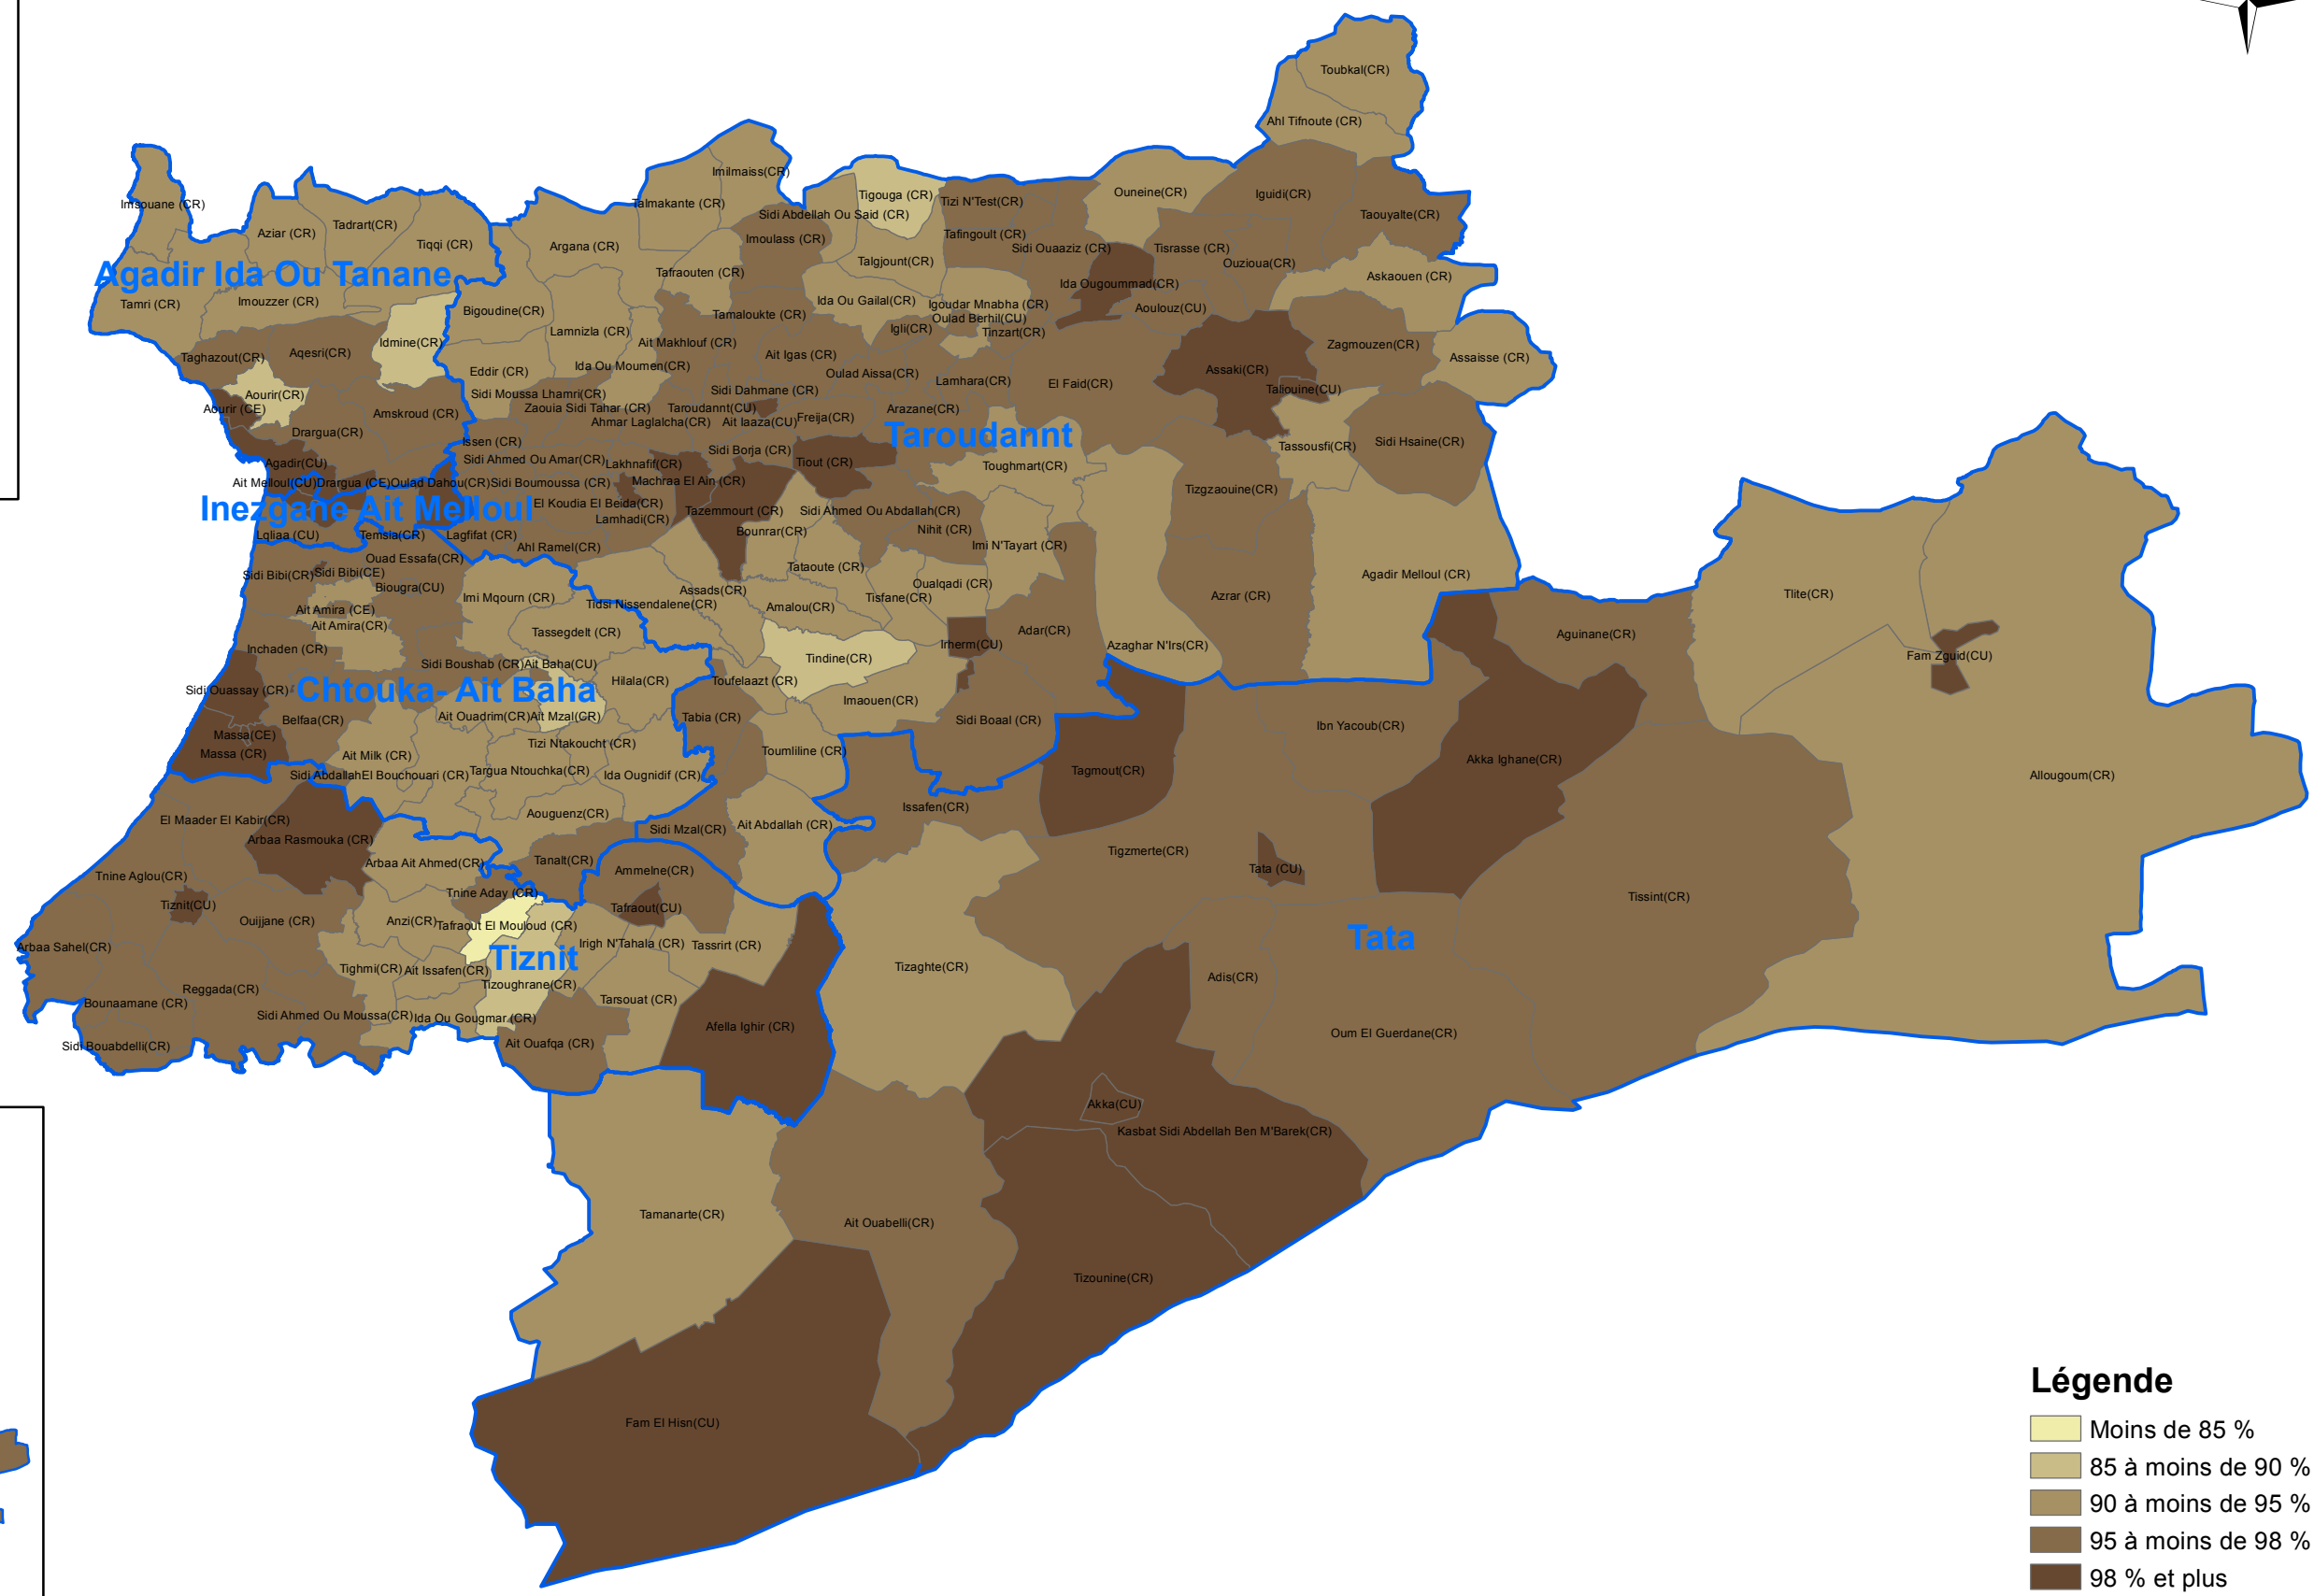 Toubkal(CR)
Ahl Tifnoute (CR)
Imilmaiss(CR)
Imsouane (CR)
Talmakante (CR)
Tigouga (CR)
Tizi N'Test(CR)
Ouneine(CR)
Iguidi(CR)
Sidi Abdellah Ou Said (CR)
Taouyalte(CR)
Aziar (CR)
Tadrart(CR)
Tiqqi (CR)
Argana (CR)
Imoulass (CR)
Tafingoult (CR)
Sidi Ouaaziz (CR)
Tisrasse (CR)
Ouzioua(CR)
Agadir Ida Ou Tanane
Tafraouten (CR)
Talgjount(CR)
Ida Ougoummad(CR)
Askaouen (CR)
Tamri (CR)
Imouzzer (CR)
Bigoudine(CR)
Tamaloukte (CR)
Ida Ou Gailal(CR)
Igoudar Mnabha (CR)
Oulad Berhil(CU)
Aoulouz(CU)
Lamnizla (CR)
Igli(CR)
Tinzart(CR)
Taghazout(CR)
Aqesri(CR)
Idmine(CR)
Ait Makhlouf (CR)
Ait Igas (CR)
Zagmouzen(CR)
Assaisse (CR)
Eddir (CR)
Ida Ou Moumen(CR)
Oulad Aissa(CR)
Lamhara(CR)
El Faid(CR)
Assaki(CR)
Taliouine(CU)
Aourir(CR)
Sidi Moussa Lhamri(CR)
Sidi Dahmane (CR)
Aourir (CE)
Amskroud (CR)
Zaouia Sidi Tahar (CR)
Taroudannt(CU)
Freija(CR)
Arazane(CR)
Ahmar Laglalcha(CR)
Ait Iaaza(CU)
Drargua(CR)
Issen (CR)
Taroudannt
Tassousfi(CR)
Sidi Hsaine(CR)
Sidi Borja (CR)
Agadir(CU)
Sidi Ahmed Ou Amar(CR)
Lakhnafif(CR)
Tiout (CR)
Toughmart(CR)
Ait Melloul(CU)
Drargua (CE)
Oulad Dahou(CR)
Sidi Boumoussa (CR)
Machraa El Ain (CR)
Tizgzaouine(CR)
Inezgane Ait Melloul
El Koudia El Beida(CR)
Tazemmourt (CR)
Sidi Ahmed Ou Abdallah(CR)
Lamhadi(CR)
Bounrar(CR)
Nihit (CR)
Lqliaa (CU)
Temsia(CR)
Lagfifat (CR)
Ahl Ramel(CR)
Imi N'Tayart (CR)
Ouad Essafa(CR)
Tataoute (CR)
Sidi Bibi(CR)
Sidi Bibi(CE)
Biougra(CU)
Oualqadi (CR)
Agadir Melloul (CR)
Assads(CR)
Tisfane(CR)
Azrar (CR)
Tlite(CR)
Imi Mqourn (CR)
Tidsi Nissendalene(CR)
Amalou(CR)
Ait Amira (CE)
Ait Amira(CR)
Tassegdelt (CR)
Adar(CR)
Aguinane(CR)
Inchaden (CR)
Irherm(CU)
Azaghar N'Irs(CR)
Tindine(CR)
Fam Zguid(CU)
Sidi Boushab (CR)
Ait Baha(CU)
Hilala(CR)
Toufelaazt (CR)
Sidi Ouassay (CR)
Chtouka- Ait Baha
Imaouen(CR)
Belfaa(CR)
Ait Ouadrim(CR)
Ait Mzal(CR)
Tabia (CR)
Sidi Boaal (CR)
Ibn Yacoub(CR)
Massa(CE)
Massa (CR)
Tizi Ntakoucht (CR)
Toumliline (CR)
Ait Milk (CR)
Akka Ighane(CR)
Sidi Abdallah El Bouchouari (CR)
Targua Ntouchka(CR)
Ida Ougnidif (CR)
Tagmout(CR)
Allougoum(CR)
Issafen(CR)
Aouguenz(CR)
El Maader El Kabir(CR)
Sidi Mzal(CR)
Ait Abdallah (CR)
Arbaa Rasmouka (CR)
Tigzmerte(CR)
Arbaa Ait Ahmed(CR)
Tanalt(CR)
Ammelne(CR)
Tata (CU)
Tnine Aglou(CR)
Tnine Aday (CR)
Tissint(CR)
Tiznit(CU)
Tafraout(CU)
Ouijjane (CR)
Anzi(CR)
Tafraout El Mouloud (CR)
Tata
Arbaa Sahel(CR)
Irigh N'Tahala (CR)
Tassrirt (CR)
Tiznit
Tighmi(CR)
Ait Issafen(CR)
Tizaghte(CR)
Adis(CR)
Reggada(CR)
Tizoughrane(CR)
Bounaamane (CR)
Tarsouat (CR)
Sidi Ahmed Ou Moussa(CR)
Ida Ou Gougmar (CR)
Afella Ighir (CR)
Oum El Guerdane(CR)
Sidi Bouabdelli(CR)
Ait Ouafqa (CR)
Akka(CU)
Kasbat Sidi Abdellah Ben M'Barek(CR)
Tamanarte(CR)
Ait Ouabelli(CR)
Tizounine(CR)
Fam El Hisn(CU)
Légende
Moins de 85 %
85 à moins de 90 %
90 à moins de 95 %
95 à moins de 98 %
98 % et plus